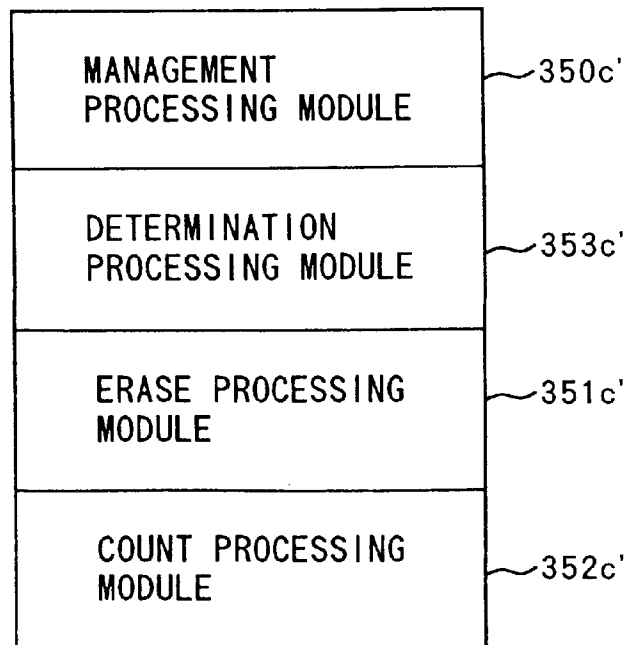 MANAGEMENT
PROCESSING MODULE
350c'
DETERMINATION
PROCESSING MODULE
353c'
ERASE PROCESSING
MODULE
351c'
COUNT PROCESSING
MODULE
352c'